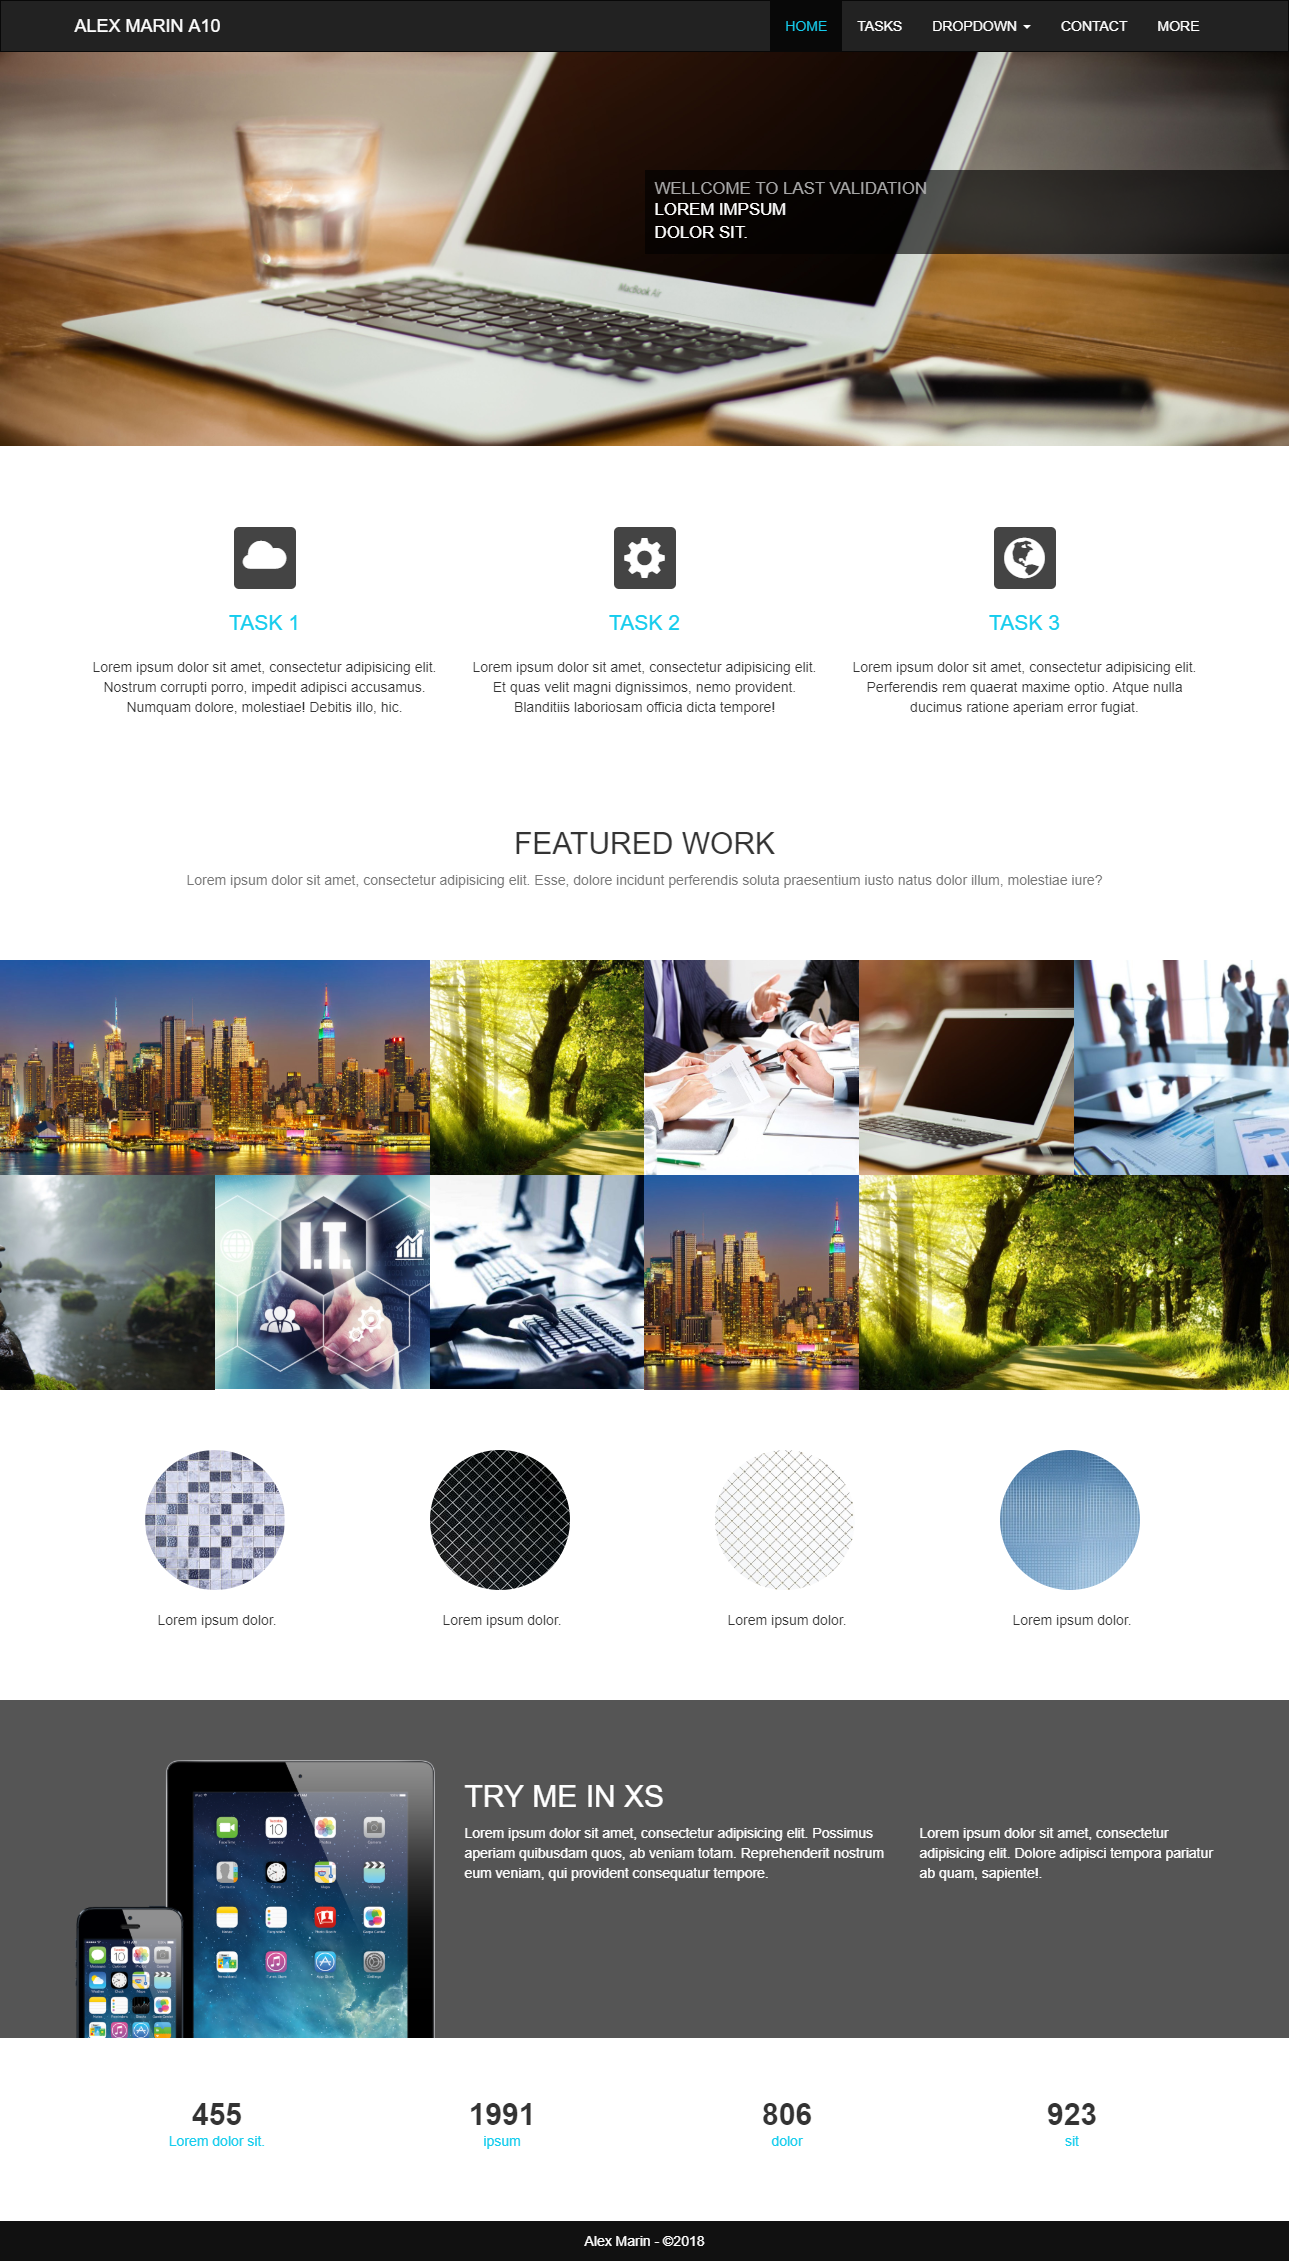 ALEX MARIN A10
HOME TASKS DROPDOWN CONTACT MORE
WELLCOME TO LAST VALIDATION
LOREM IMPSUM
DOLOR SIT.
MacBook Air
TASK 1
Lorem ipsum dolor sit amet, consectetur adipisicing elit.
Nostrum corrupti porro, impedit adipisci accusamus.
Numquam dolore, molestiae! Debitis illo, hic.
TASK 2
Lorem ipsum dolor sit amet, consectetur adipisicing elit.
Et quas velit magni dignissimos, nemo provident.
Blanditiis laboriosam officia dicta tempore!
TASK 3
Lorem ipsum dolor sit amet, consectetur adipisicing elit.
Perferendis rem quaerat maxime optio. Atque nulla
ducimus ratione aperiam error fugiat.
FEATURED WORK
Lorem ipsum dolor sit amet, consectetur adipisicing elit. Esse, dolore incidunt perferendis soluta praesentium iusto natus dolor illum, molestiae iure?
I.T.
Lorem ipsum dolor.
Lorem ipsum dolor.
Lorem ipsum dolor.
Lorem ipsum dolor.
TRY ME IN XS
Lorem ipsum dolor sit amet, consectetur adipisicing elit. Possimus
aperiam quibusdam quos, ab veniam totam. Reprehenderit nostrum
eum veniam, qui provident consequatur tempore.
Lorem ipsum dolor sit amet, consectetur
adipisicing elit. Dolore adipisci tempora pariatur
ab quam, sapiente!.
10
10
455
Lorem dolor sit.
1991
ipsum
806
dolor
923
sit
Alex Marin - ©2018